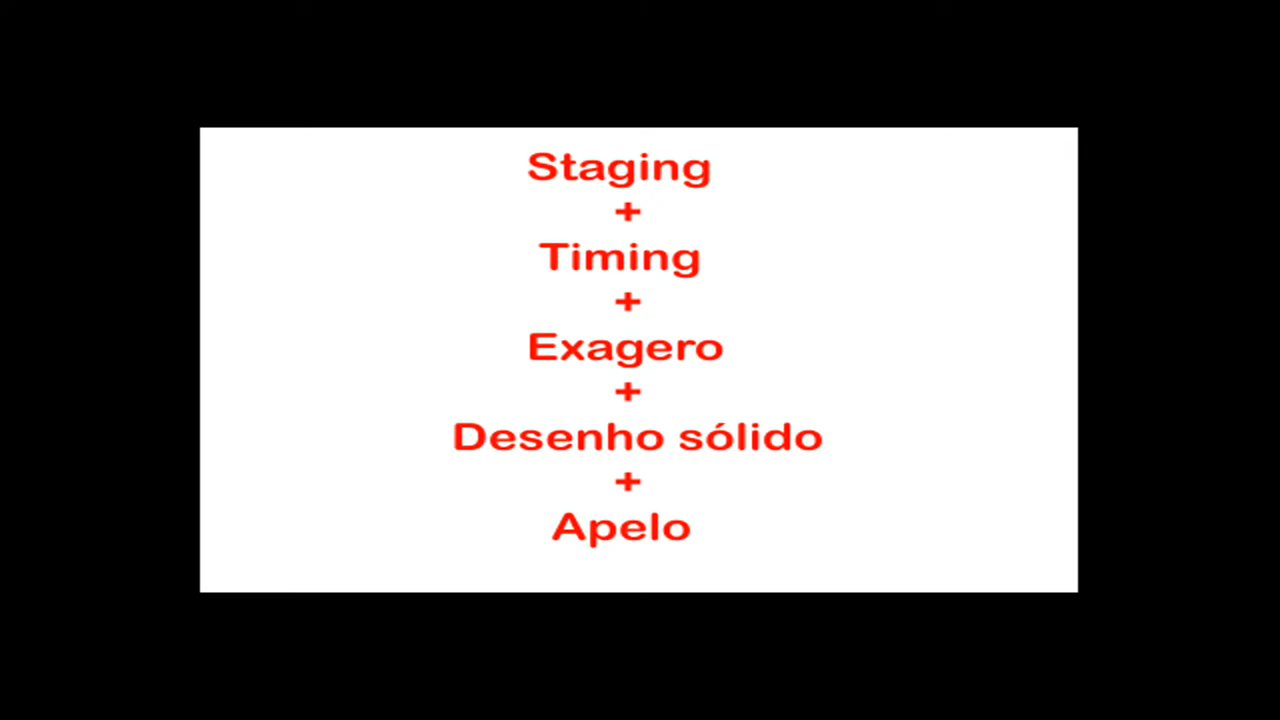 Staging
+
Timing
+
Exagero
+
Desenho sólido
+
Apelo